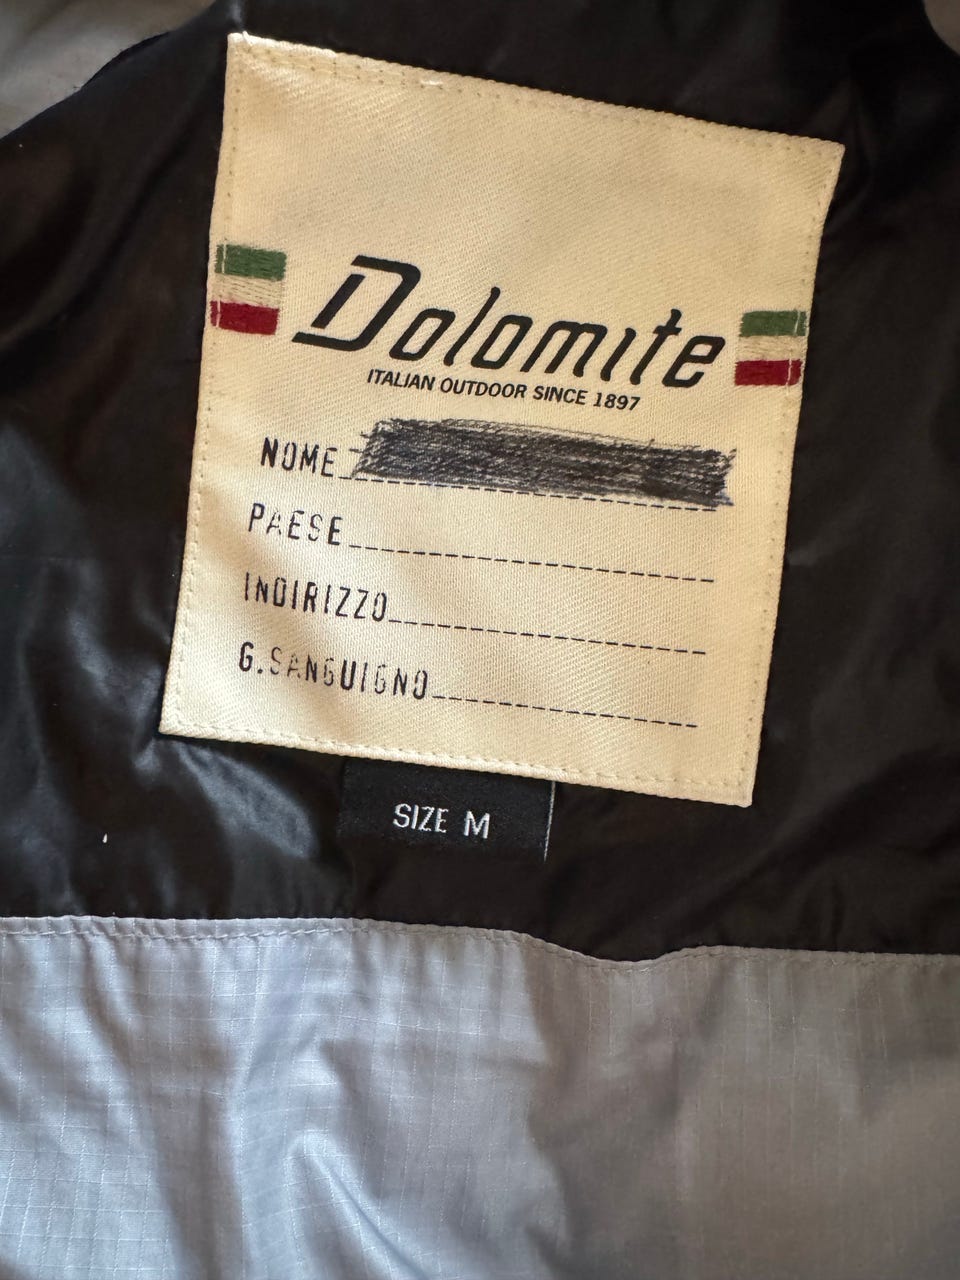 Dolomite
ITALIAN OUTDOOR SINCE 1897
NOME
PAESE
INDIRIZZO
G.SANGUIGNO
SIZE M